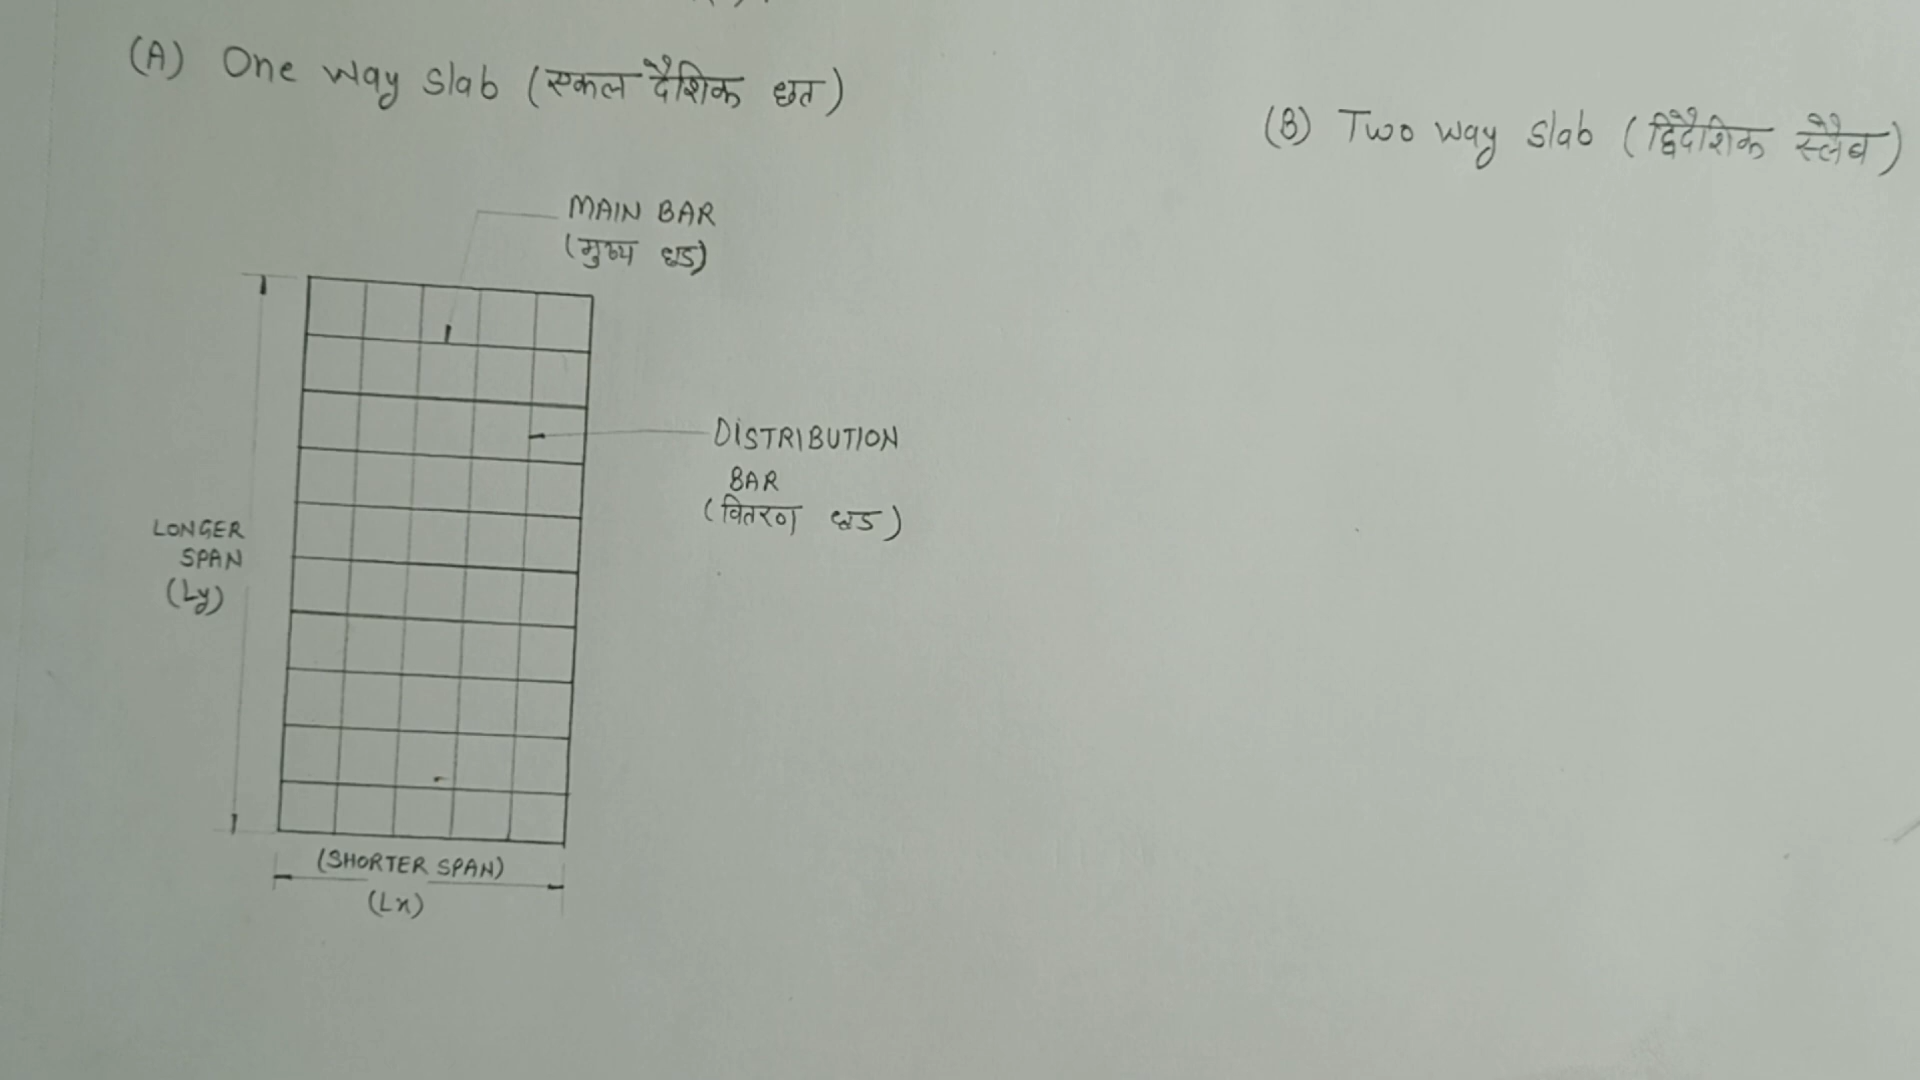 (A) One way slab (एकल दैशिक छत)
(B) Two way slab (द्विदैशिक स्लैब)
MAIN BAR
(मुख्य छड)
DISTRIBUTION
BAR
(वितरण छड)
LONGER
SPAN
(Ly)
(SHORTER SPAN)
(Lx)